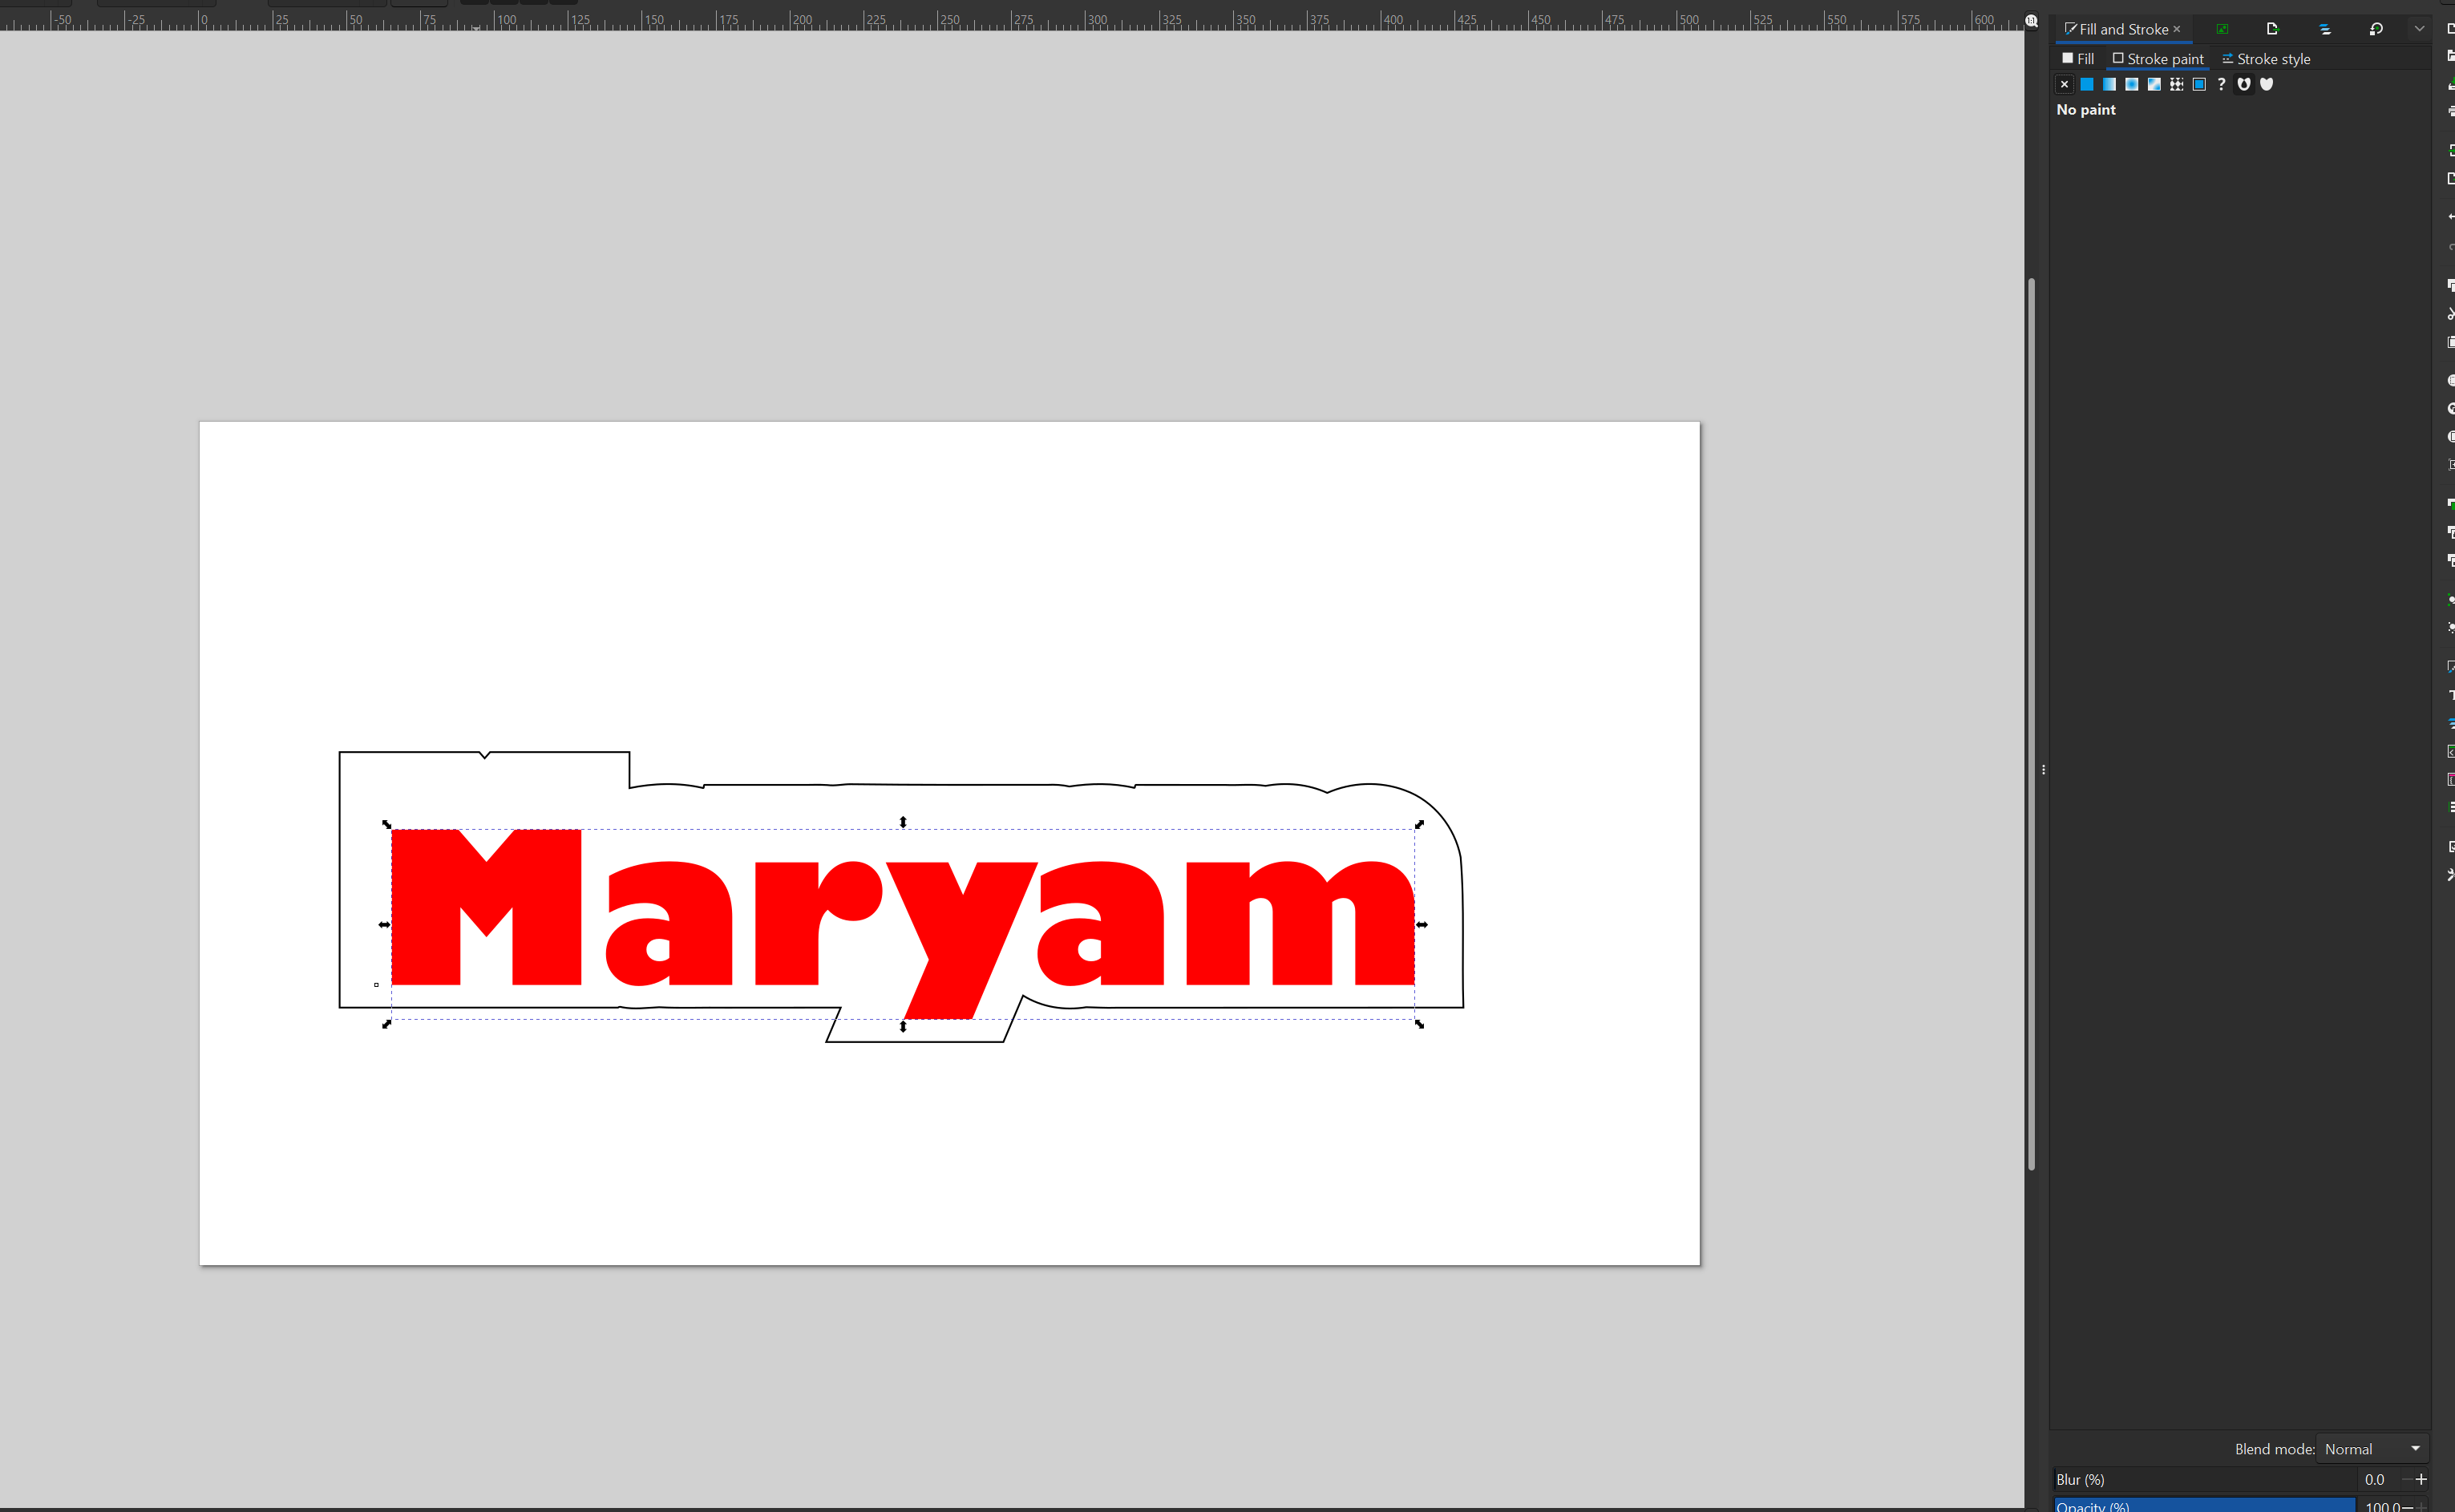 -50 -25 0 25 50 75 100 125 150 175 200 225 250 275 300 325 350 375 400 425 450 475 500 525 550 575 600
Fill and Stroke
Fill Stroke paint Stroke style
?
No paint
Maryam
Blend mode: Normal
Blur (%) 0.0
Opacity (%) 100.0